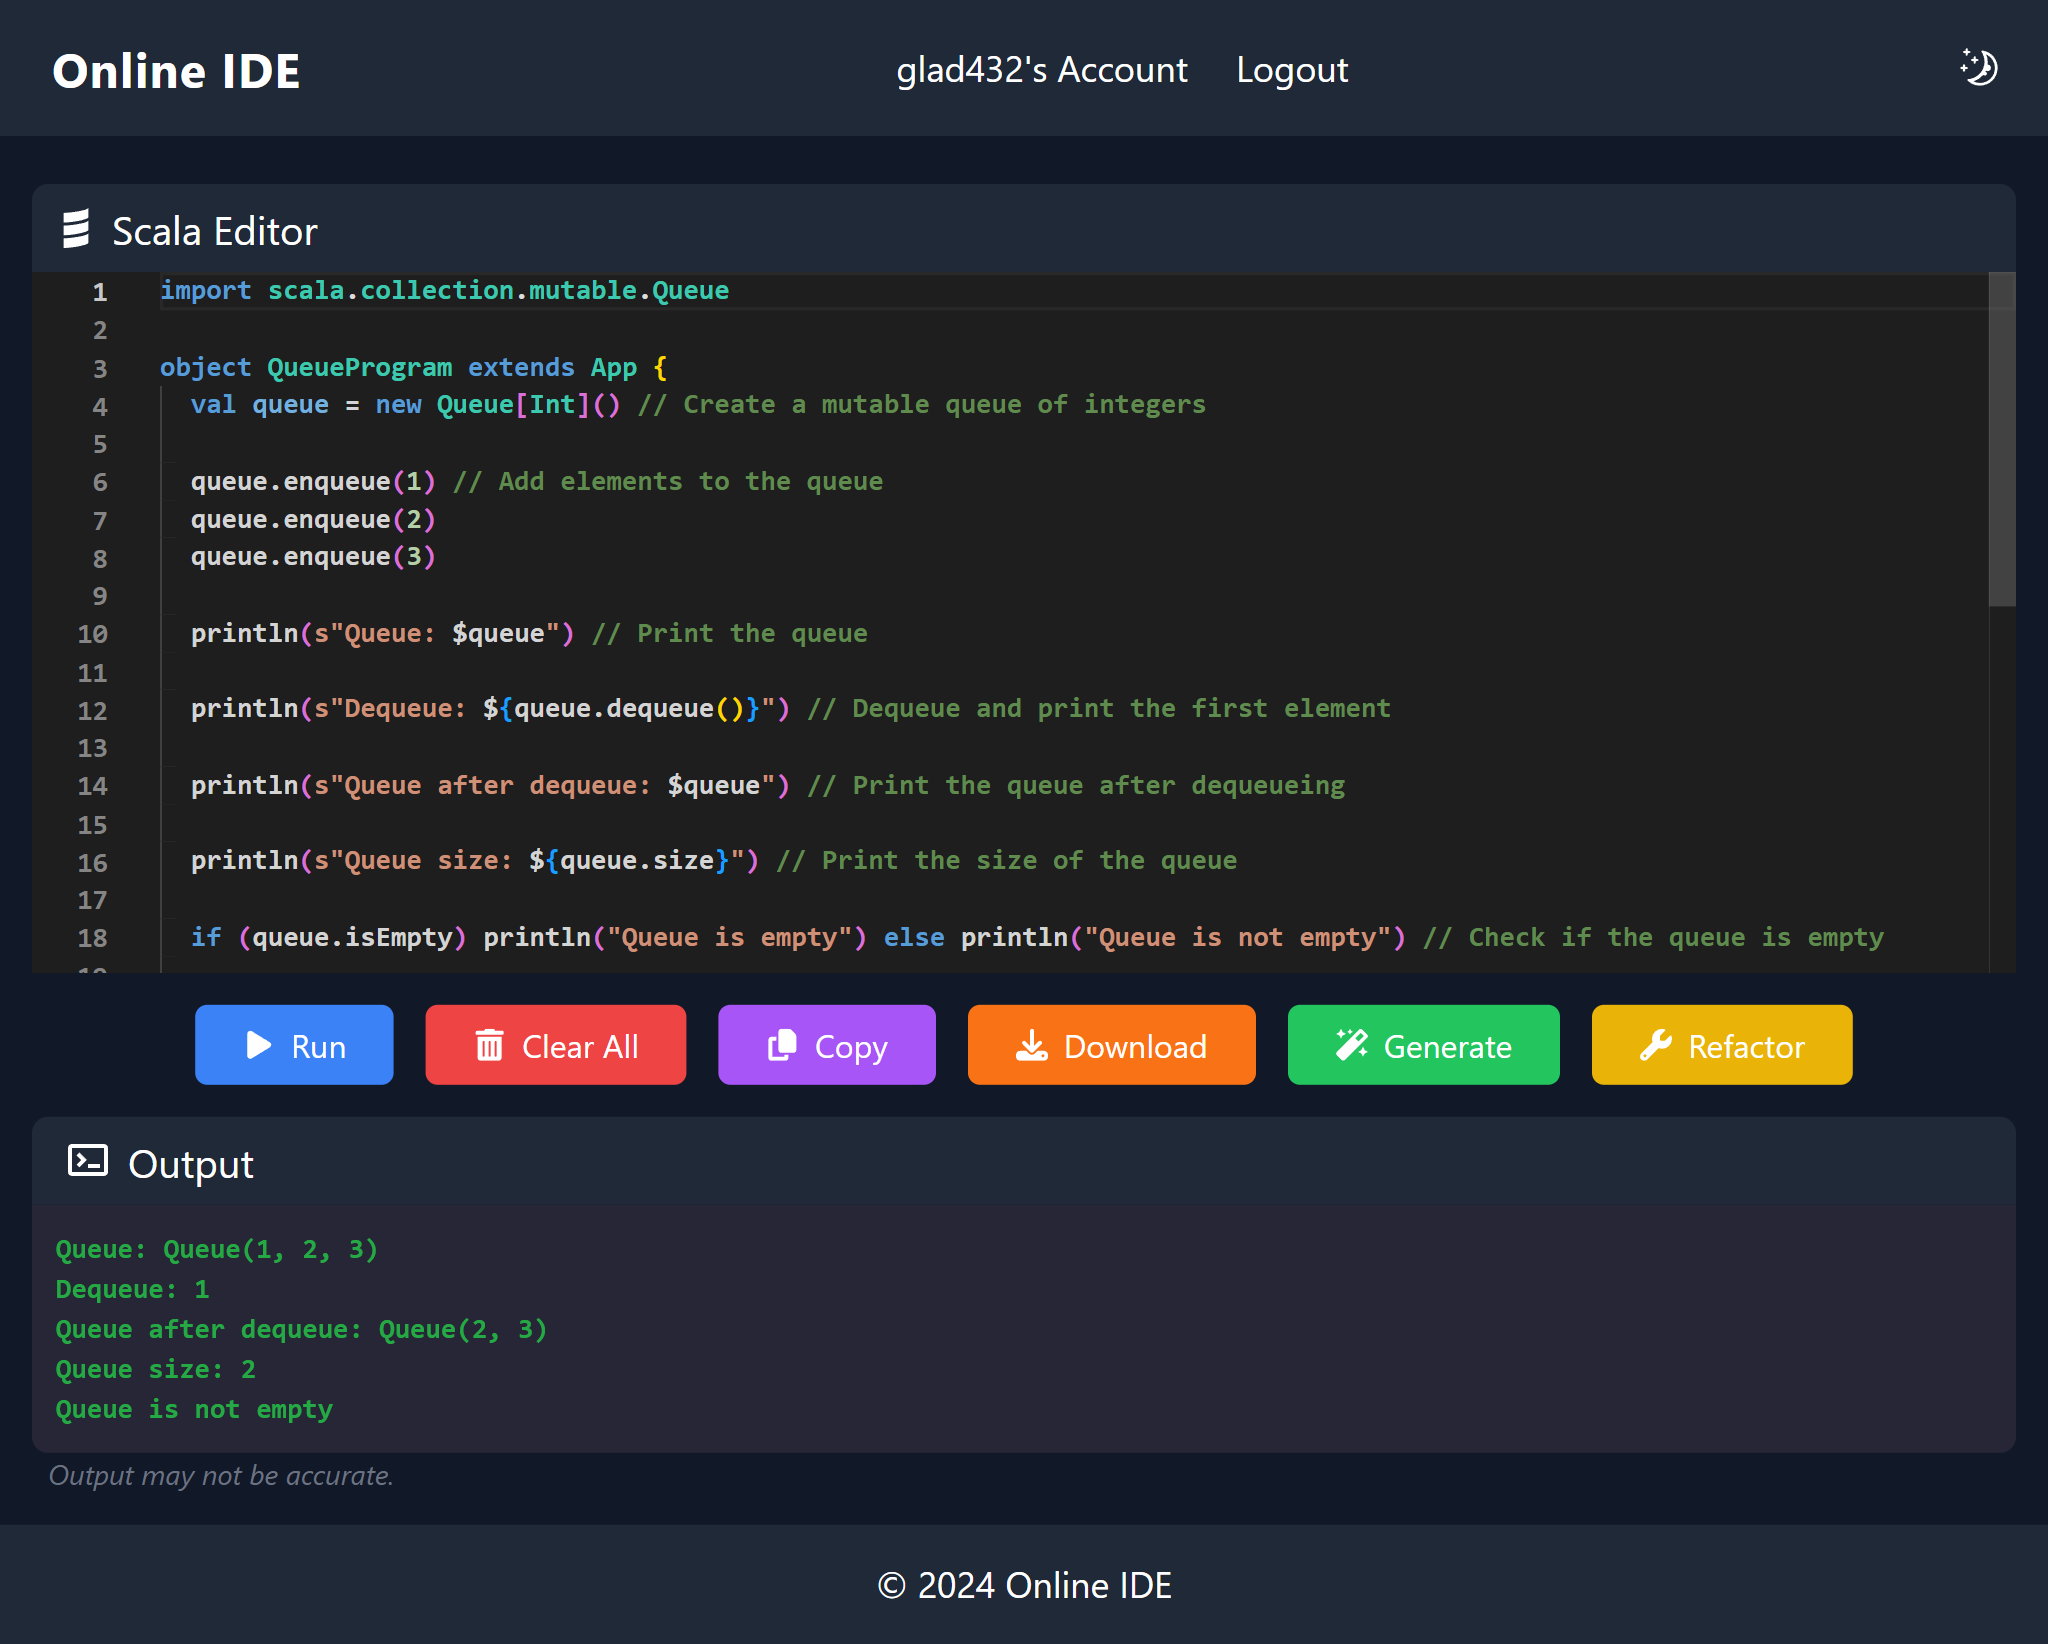 Online IDE
glad432's Account Logout
Scala Editor
1 import scala.collection.mutable.Queue
2
3 object QueueProgram extends App {
4   val queue = new Queue[Int]() // Create a mutable queue of integers
5
6   queue.enqueue(1) // Add elements to the queue
7   queue.enqueue(2)
8   queue.enqueue(3)
9
10   println(s"Queue: $queue") // Print the queue
11
12   println(s"Dequeue: ${queue.dequeue()}") // Dequeue and print the first element
13
14   println(s"Queue after dequeue: $queue") // Print the queue after dequeueing
15
16   println(s"Queue size: ${queue.size}") // Print the size of the queue
17
18   if (queue.isEmpty) println("Queue is empty") else println("Queue is not empty") // Check if the queue is empty
Run Clear All Copy Download Generate Refactor
Output
Queue: Queue(1, 2, 3)
Dequeue: 1
Queue after dequeue: Queue(2, 3)
Queue size: 2
Queue is not empty
Output may not be accurate.
© 2024 Online IDE